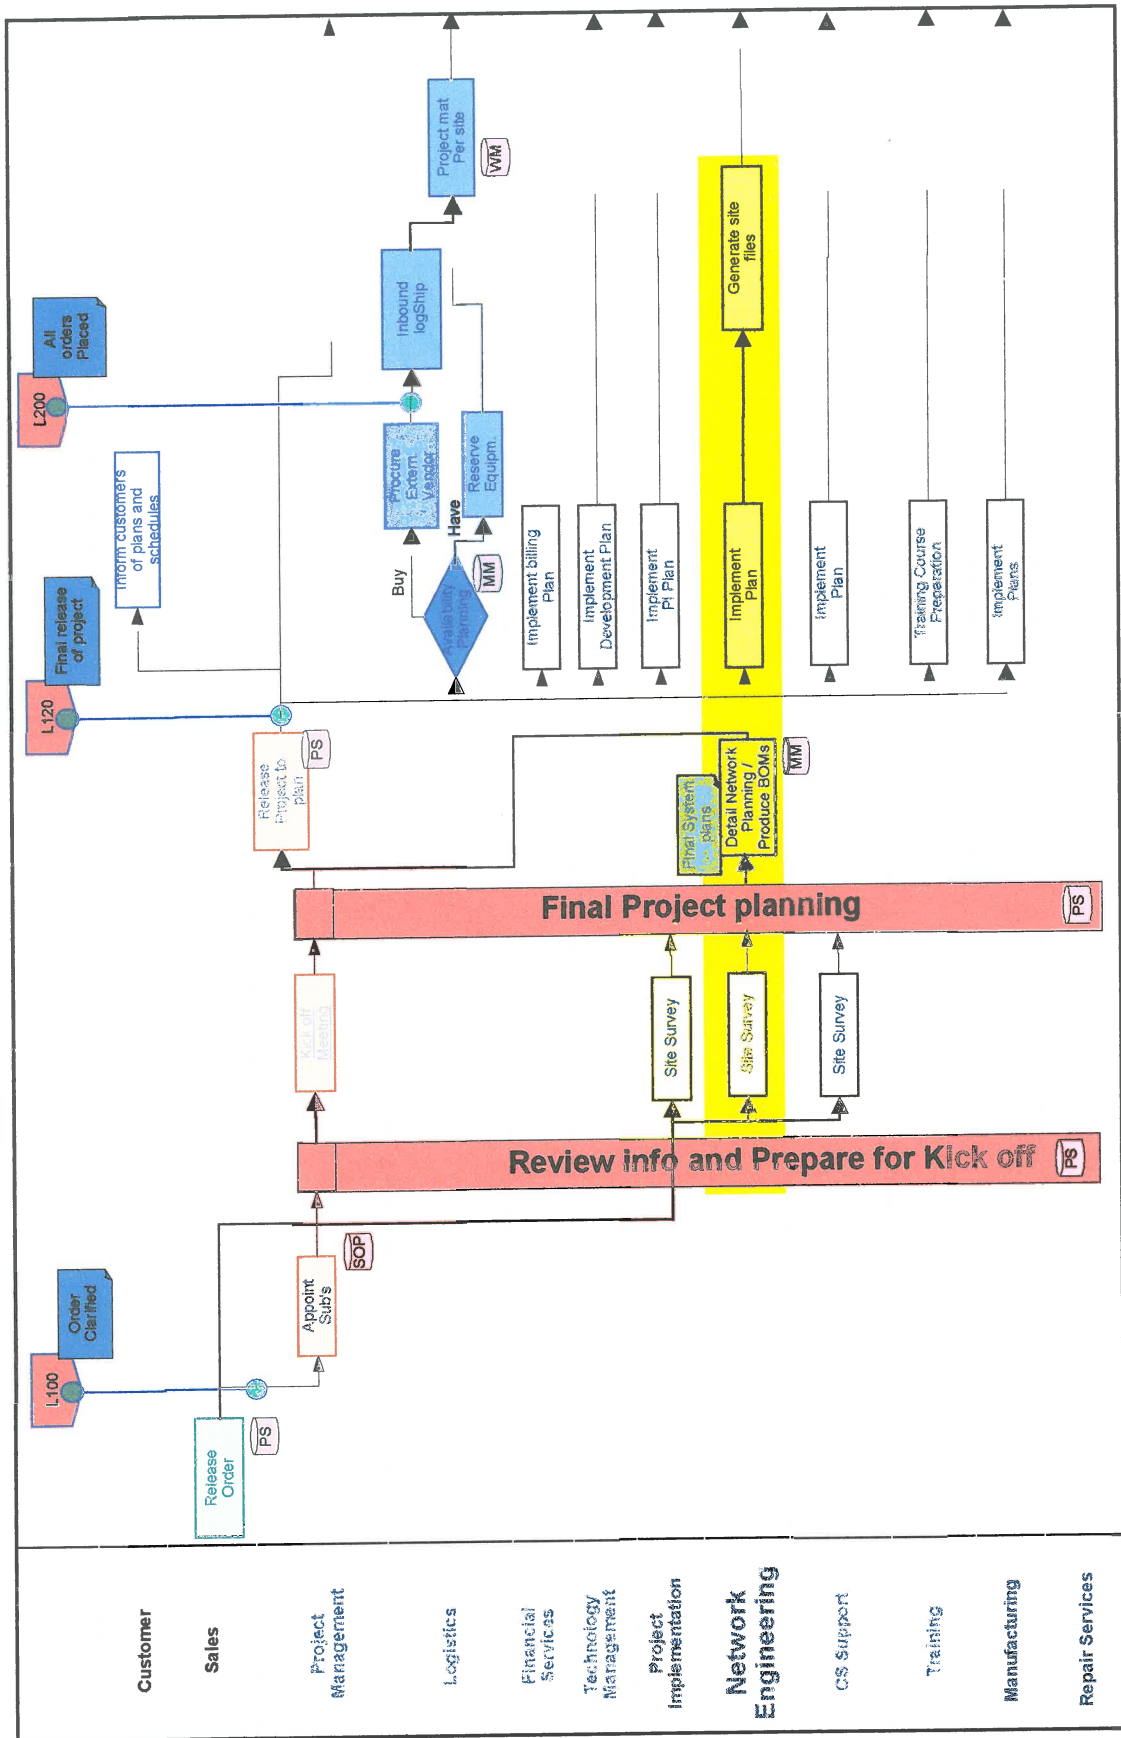 L100
Order
Clarified
L120
Final release
of project
L200
All
orders
Placed
Customer
Inform customers
of plans and
schedules
Sales
Release
Order
PS
Project
Management
Appoint
Sub's
SOP
Kick off
Meeting
Release
Project to
plan
PS
Logistics
Availability
Planning
MM
Buy
Have
Procure
Extern.
Vendor
Reserve
Equipm.
Inbound
logShip
Project mat
Per site
WM
Financial
Services
Implement billing
Plan
Technology
Management
Implement
Development Plan
Project
Implementation
Site Survey
Implement
PI Plan
Network
Engineering
Site Survey
Final System
plans
Detail Network
Planning /
Produce BOMs
MM
Implement
Plan
Generate site
files
CS Support
Site Survey
Implement
Plan
Training
Training Course
Preparation
Manufacturing
Implement
Plans
Repair Services
Review info and Prepare for Kick off
PS
Final Project planning
PS